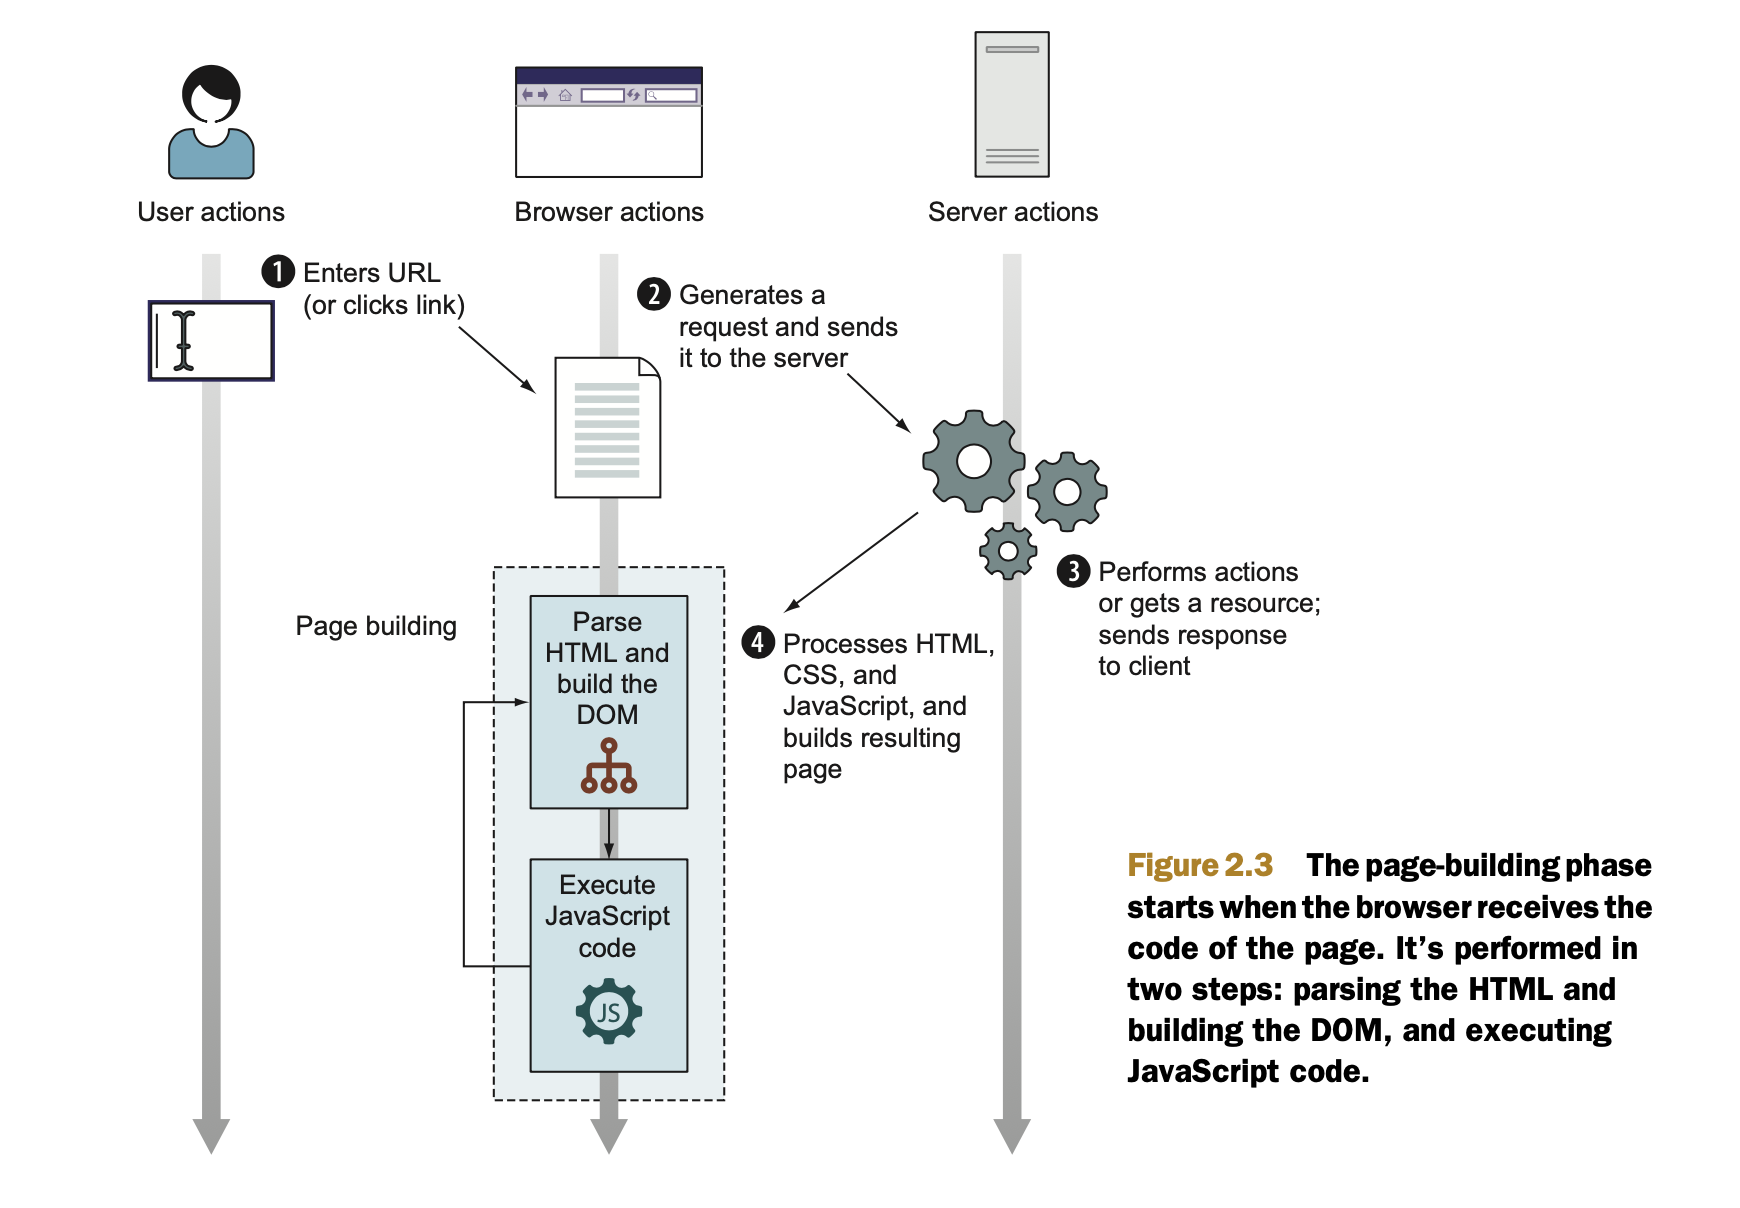 User actions
Browser actions
Server actions
1 Enters URL
(or clicks link)
2 Generates a
request and sends
it to the server
3 Performs actions
or gets a resource;
sends response
to client
Page building
Parse
HTML and
build the
DOM
4 Processes HTML,
CSS, and
JavaScript, and
builds resulting
page
Execute
JavaScript
code
JS
Figure 2.3 The page-building phase
starts when the browser receives the
code of the page. It’s performed in
two steps: parsing the HTML and
building the DOM, and executing
JavaScript code.